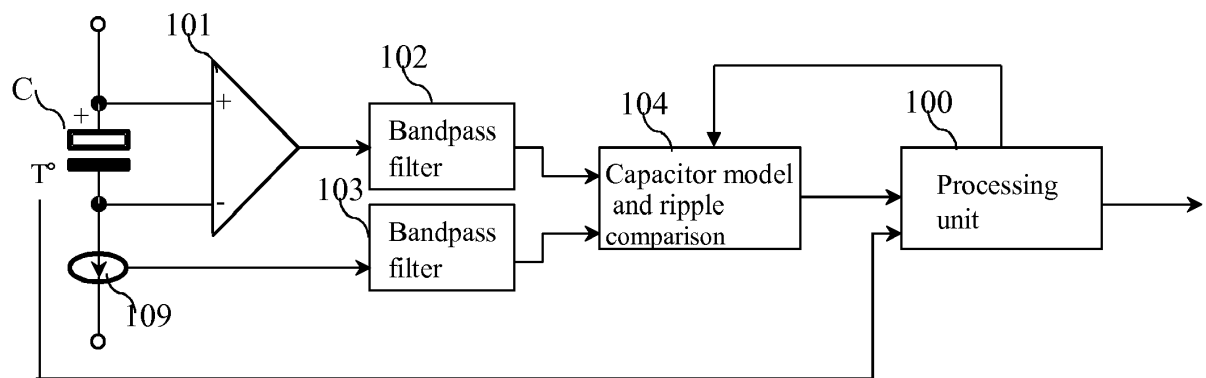 101
102
104
100
C
+
+
T°
-
Bandpass
filter
103
Bandpass
filter
Capacitor model
and ripple
comparison
Processing
unit
109